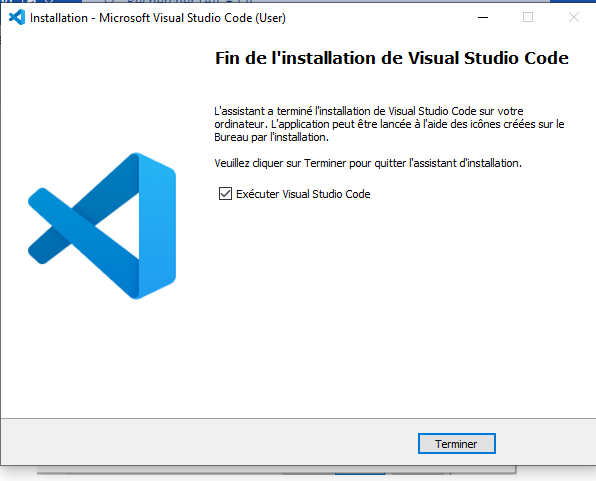 Installation - Microsoft Visual Studio Code (User)
Fin de l'installation de Visual Studio Code
L'assistant a terminé l'installation de Visual Studio Code sur votre
ordinateur. L'application peut être lancée à l'aide des icônes créées sur le
Bureau par l'installation.
Veuillez cliquer sur Terminer pour quitter l'assistant d'installation.
Exécuter Visual Studio Code
Terminer